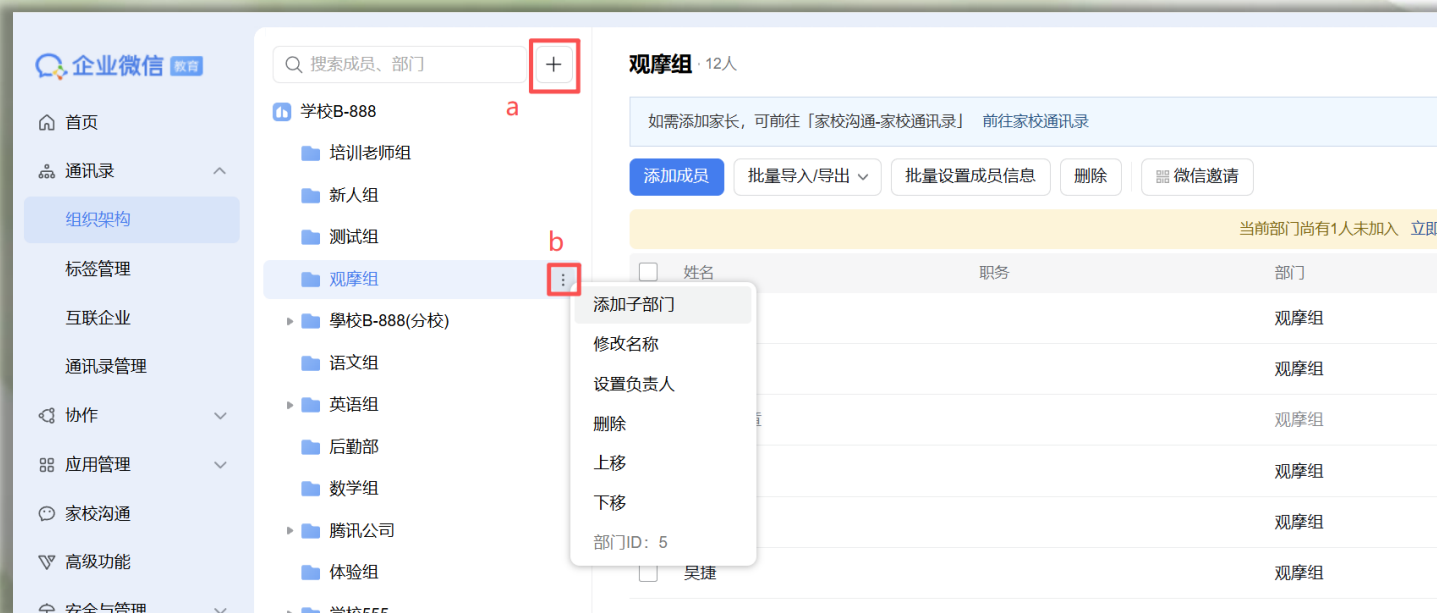 企业微信 教育
首页
通讯录
组织架构
标签管理
互联企业
通讯录管理
协作
应用管理
家校沟通
高级功能
安全与管理
搜索成员、部门
a
学校B-888
培训老师组
新人组
测试组
b
观摩组
學校B-888(分校)
语文组
英语组
后勤部
数学组
腾讯公司
体验组
学校555
添加子部门
修改名称
设置负责人
删除
上移
下移
部门ID：5
观摩组·12人
如需添加家长，可前往「家校沟通-家校通讯录」 前往家校通讯录
添加成员 批量导入/导出 批量设置成员信息 删除 微信邀请
当前部门尚有1人未加入 立即
姓名 职务 部门
观摩组
观摩组
观摩组
观摩组
观摩组
吴捷 观摩组